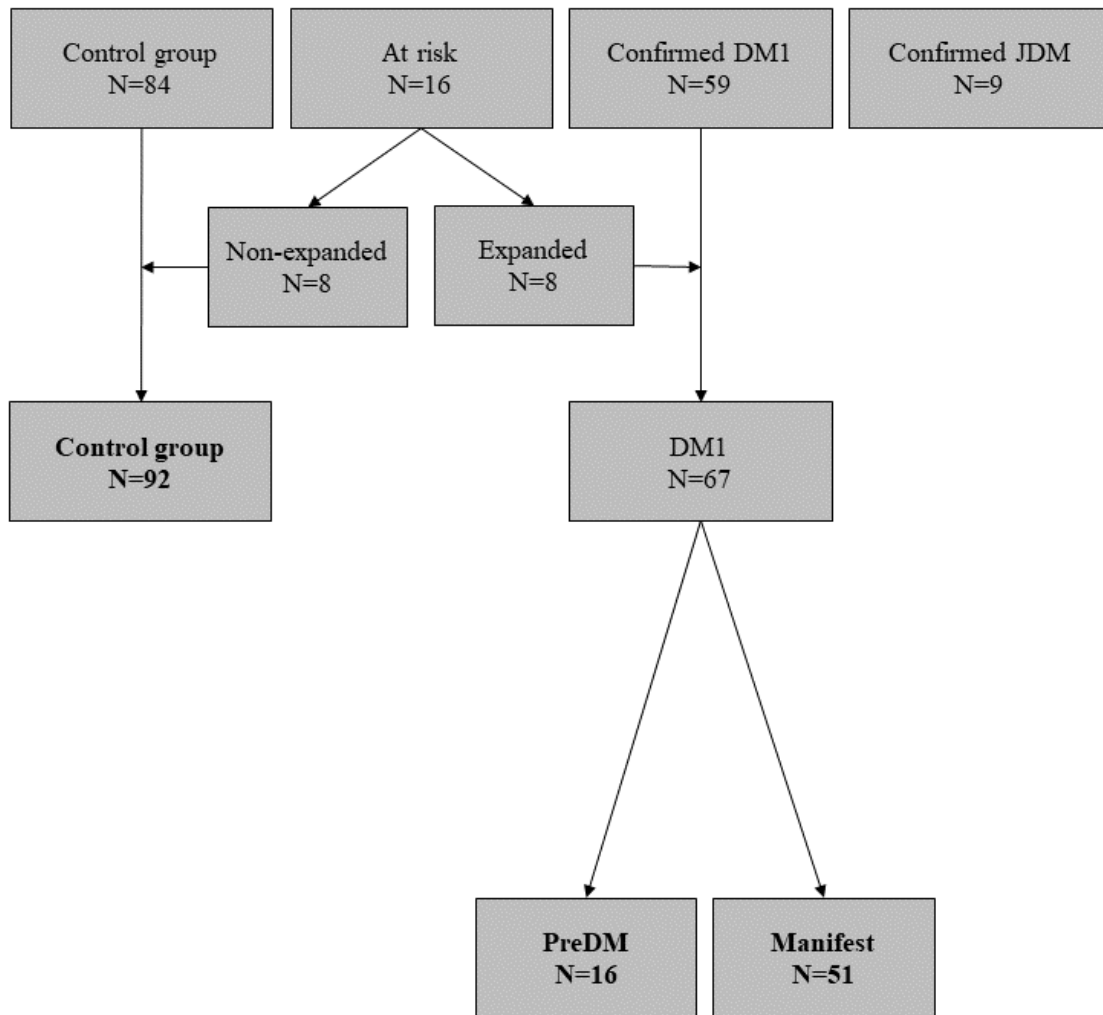 Control group
N=84
At risk
N=16
Confirmed DM1
N=59
Confirmed JDM
N=9
Non-expanded
N=8
Expanded
N=8
Control group
N=92
DM1
N=67
PreDM
N=16
Manifest
N=51